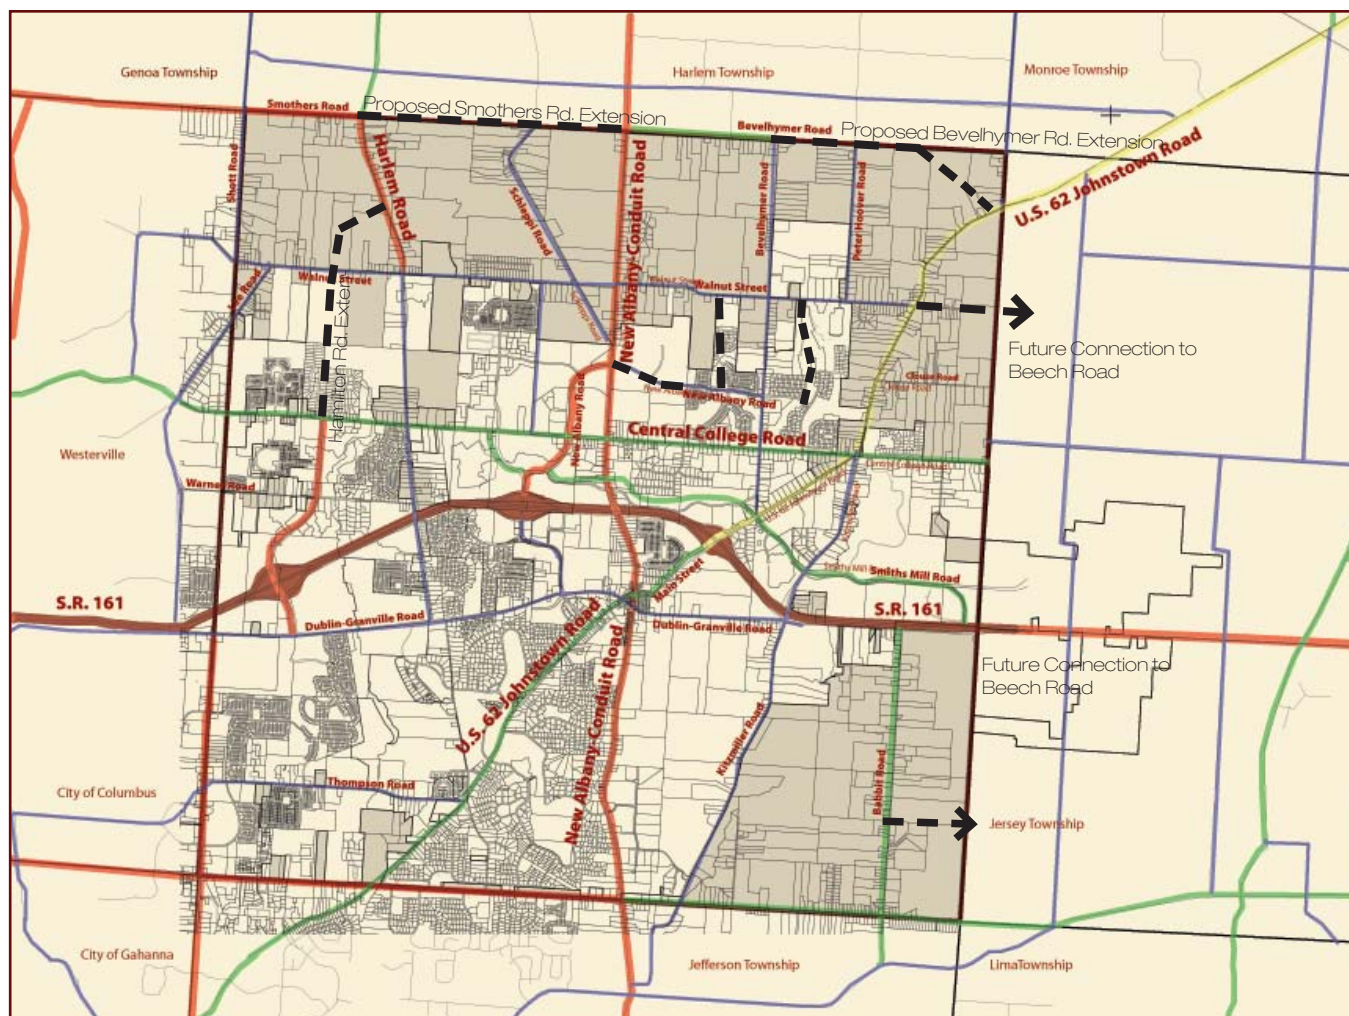 Genoa Township
Harlem Township
Monroe Township
Smothers Road
Proposed Smothers Rd. Extension
Bevelhymer Road
Proposed Bevelhymer Rd. Extension
U.S. 62 Johnstown Road
Shott Road
Harlem Road
Schleppi Road
New Albany-Conduit Road
Bevelhymer Road
Peter Hoover Road
Walnut Street
Walnut Street
Hamilton Rd. Exten
Future Connection to
Beech Road
Clouse Road
New Albany Road
New Albany Road
Central College Road
Westerville
Warner Road
Main Street
Smiths Mill Road
S.R. 161
S.R. 161
Dublin-Granville Road
Dublin-Granville Road
U.S. 62 Johnstown Road
New Albany-Conduit Road
Future Connection to
Beech Road
Kitzmiller Road
Babbit Road
Thompson Road
City of Columbus
Jersey Township
City of Gahanna
Jefferson Township
LimaTownship